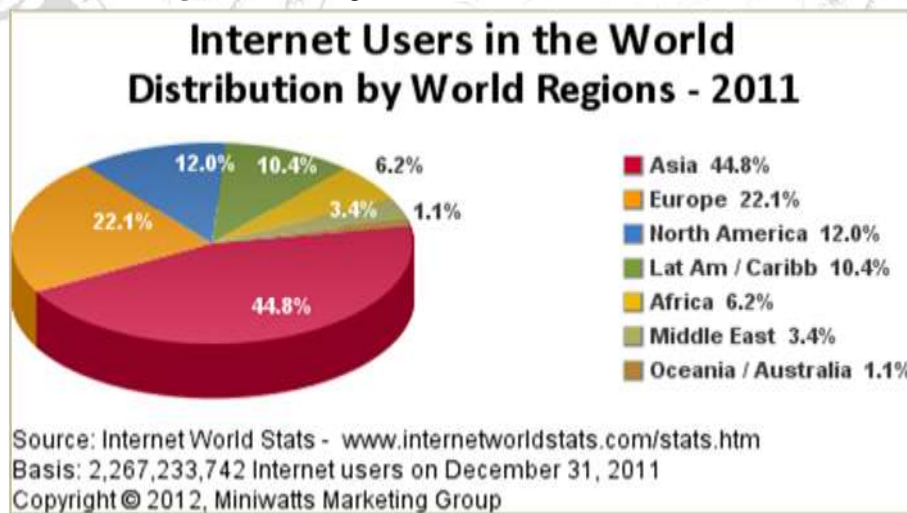 Internet Users in the World
Distribution by World Regions - 2011
12.0%
10.4%
6.2%
22.1%
3.4%
1.1%
44.8%
Asia 44.8%
Europe 22.1%
North America 12.0%
Lat Am / Caribb 10.4%
Africa 6.2%
Middle East 3.4%
Oceania / Australia 1.1%
Source: Internet World Stats - www.internetworldstats.com/stats.htm
Basis: 2,267,233,742 Internet users on December 31, 2011
Copyright © 2012, Miniwatts Marketing Group